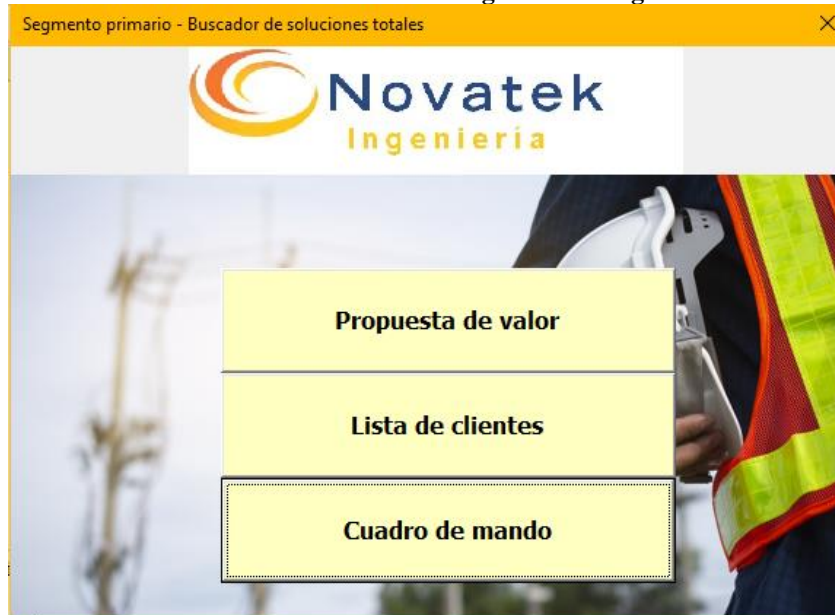 Segmento primario - Buscador de soluciones totales
Novatek
Ingeniería
Propuesta de valor
Lista de clientes
Cuadro de mando